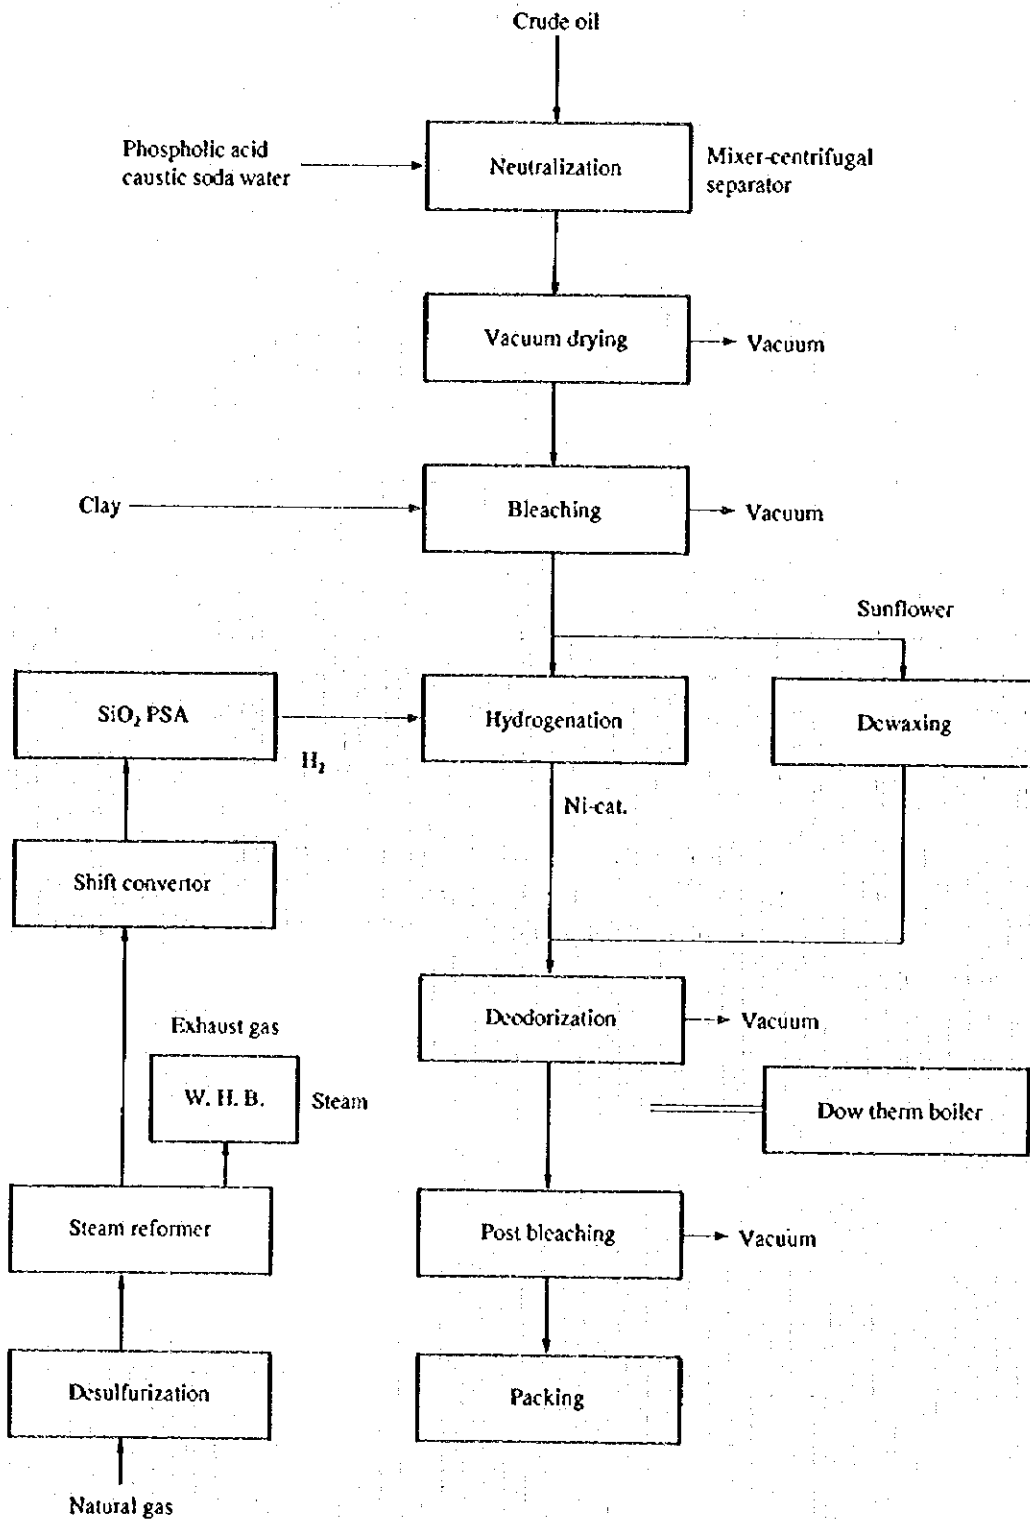 Crude oil
Phospholic acid
caustic soda water
Neutralization
Mixer-centrifugal
separator
Vacuum drying
Vacuum
Clay
Bleaching
Vacuum
Sunflower
SiO₂ PSA
H₂
Hydrogenation
Dewaxing
Ni-cat.
Shift convertor
Deodorization
Vacuum
Exhaust gas
W. H. B.
Steam
Dow therm boiler
Steam reformer
Post bleaching
Vacuum
Desulfurization
Packing
Natural gas